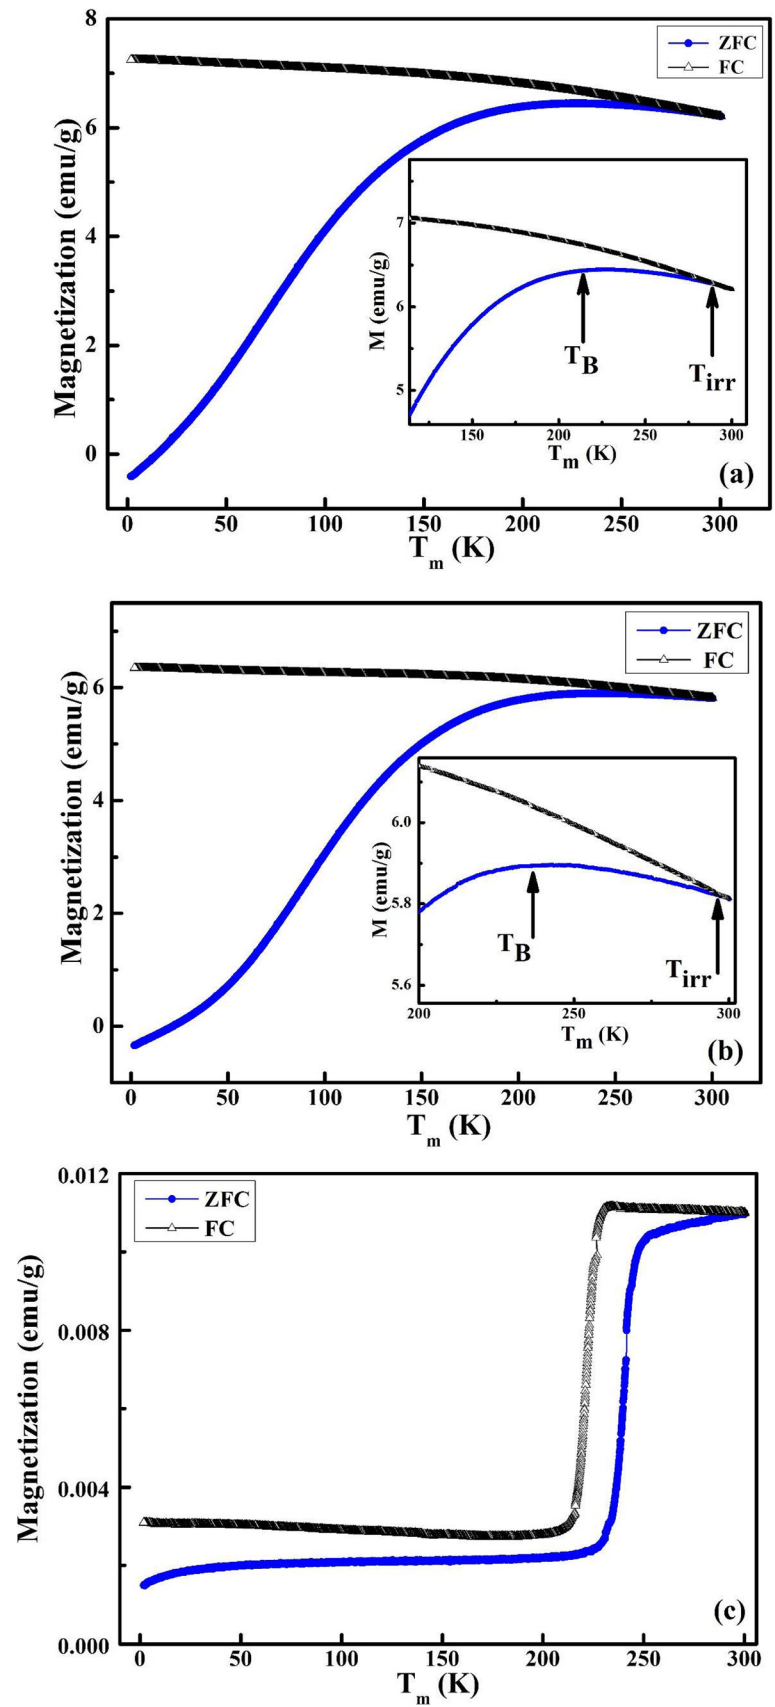 8
6
4
2
0
Magnetization (emu/g)
ZFC
FC
7
6
5
M (emu/g)
T_B
T_irr
150 200 250 300
T_m (K)
(a)
0 50 100 150 200 250 300
T_m (K)
6
4
2
0
Magnetization (emu/g)
ZFC
FC
6.0
5.8
5.6
M (emu/g)
T_B
T_irr
200 250 300
T_m (K)
(b)
0 50 100 150 200 250 300
T_m (K)
0.012
0.008
0.004
0.000
Magnetization (emu/g)
ZFC
FC
(c)
0 50 100 150 200 250 300
T_m (K)